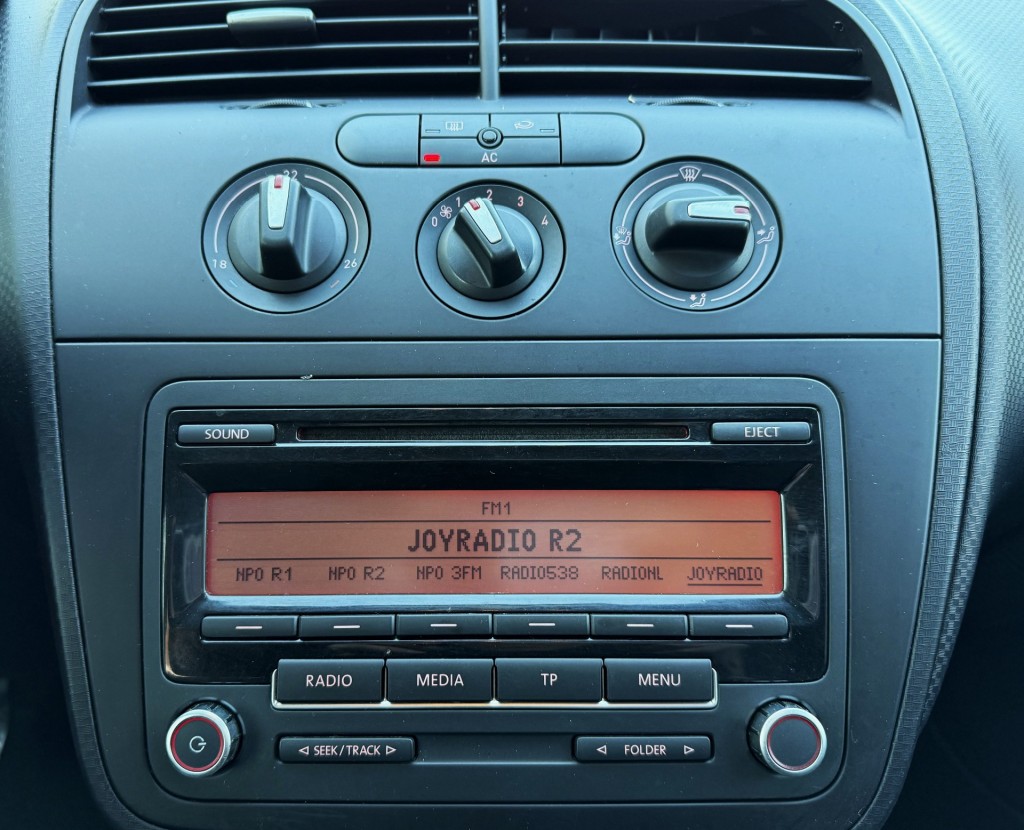 AC
22
18
26
0 1 2 3 4
SOUND
EJECT
FM1
JOYRADIO R2
NPO R1 NPO R2 NPO 3FM RADIO538 RADIONL JOYRADIO
RADIO MEDIA TP MENU
SEEK/TRACK
FOLDER